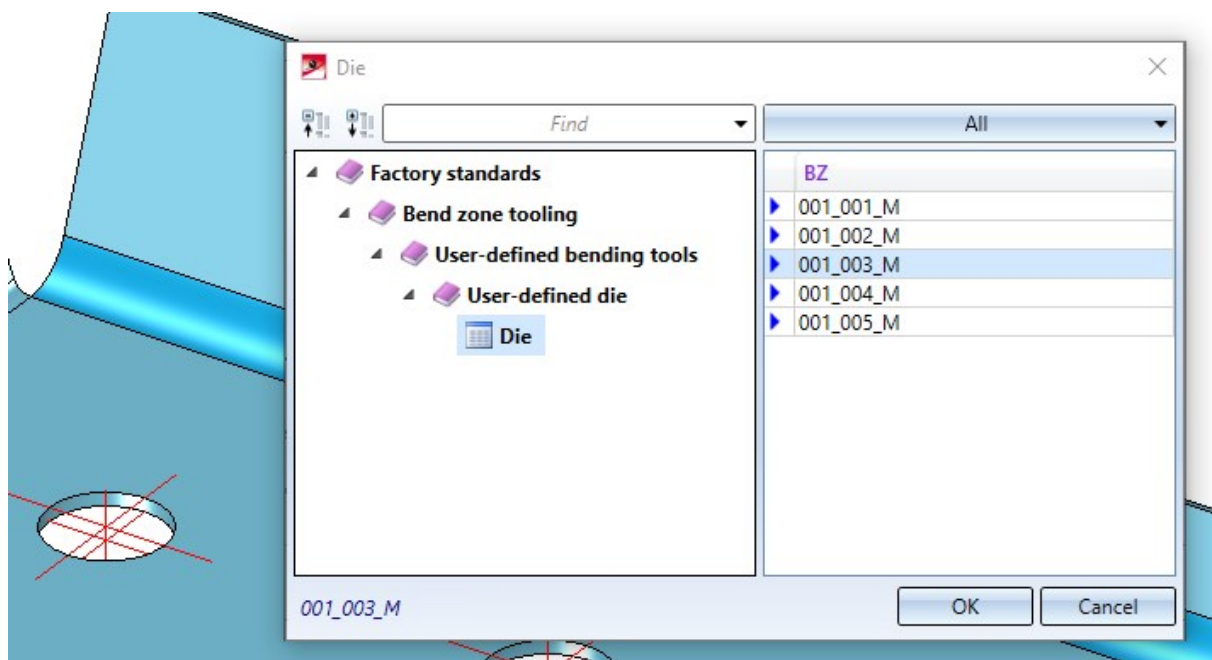 Die
Find
All
Factory standards
Bend zone tooling
User-defined bending tools
User-defined die
Die
BZ
001_001_M
001_002_M
001_003_M
001_004_M
001_005_M
001_003_M
OK
Cancel